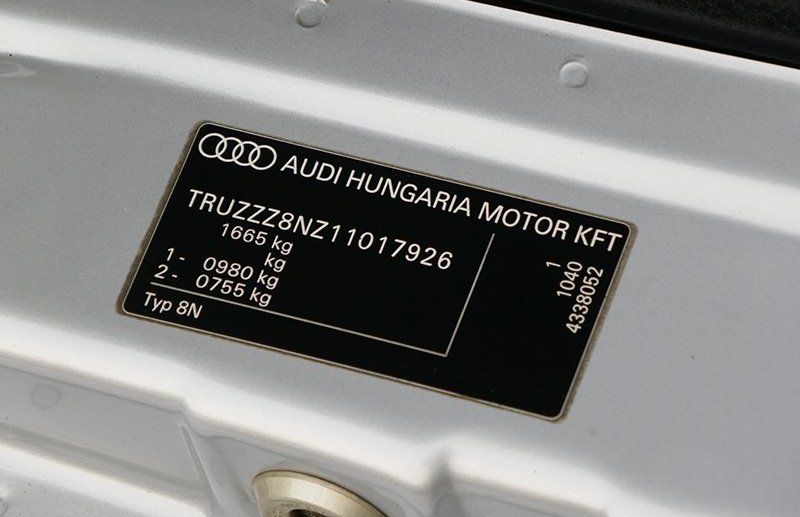 AUDI HUNGARIA MOTOR KFT
TRUZZZ8NZ11017926
1665 kg
kg
1 - 0980 kg
2 - 0755 kg
Typ 8N
1
1040
4338052